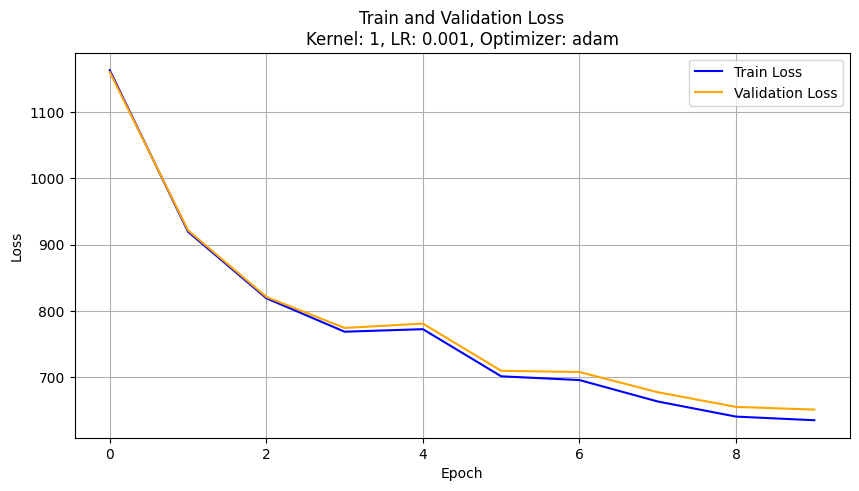 Train and Validation Loss
Kernel: 1, LR: 0.001, Optimizer: adam
Train Loss
Validation Loss
1100
1000
900
800
700
Loss
0
2
4
6
8
Epoch